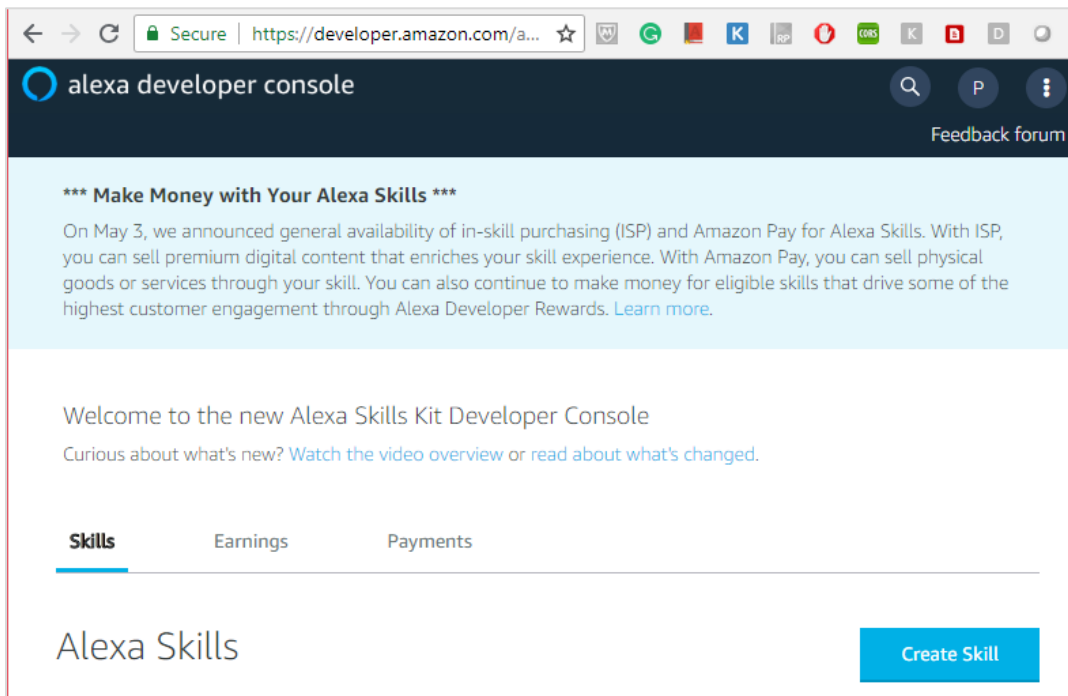 Secure | https://developer.amazon.com/a...
G K RP CORS K B D
alexa developer console
P
Feedback forum
*** Make Money with Your Alexa Skills ***
On May 3, we announced general availability of in-skill purchasing (ISP) and Amazon Pay for Alexa Skills. With ISP,
you can sell premium digital content that enriches your skill experience. With Amazon Pay, you can sell physical
goods or services through your skill. You can also continue to make money for eligible skills that drive some of the
highest customer engagement through Alexa Developer Rewards. Learn more.
Welcome to the new Alexa Skills Kit Developer Console
Curious about what's new? Watch the video overview or read about what's changed.
Skills Earnings Payments
Alexa Skills
Create Skill